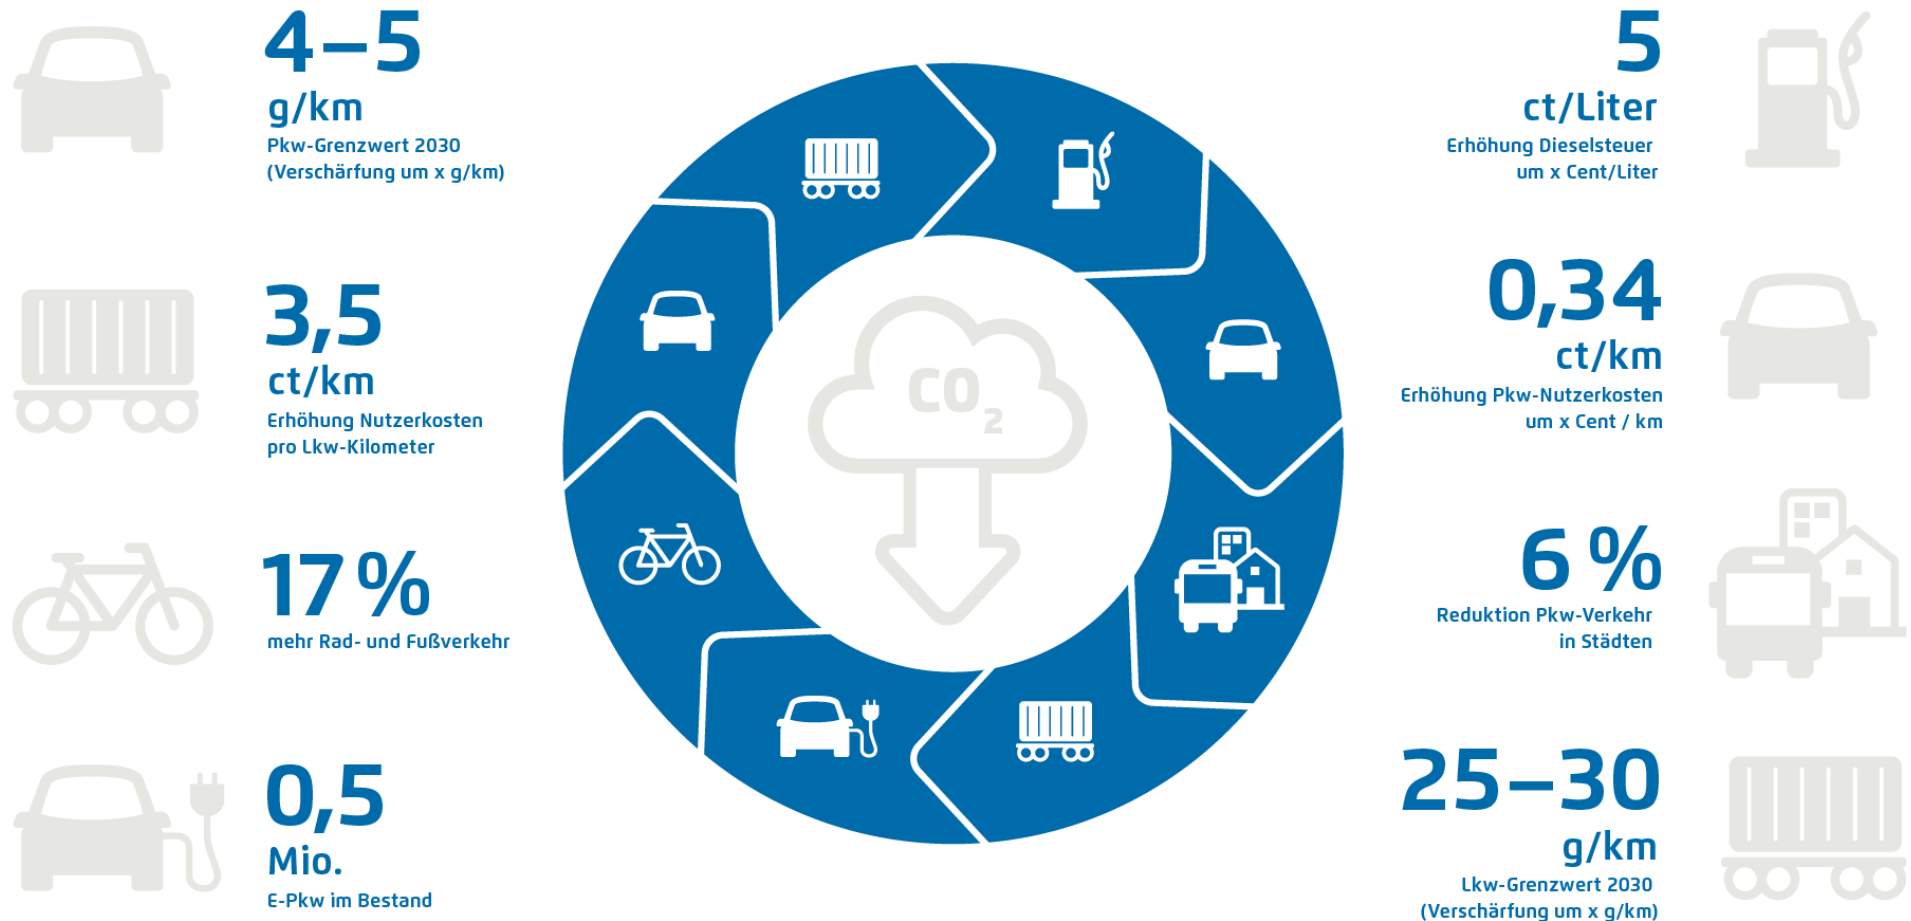 4–5
g/km
Pkw-Grenzwert 2030
(Verschärfung um x g/km)
3,5
ct/km
Erhöhung Nutzerkosten
pro Lkw-Kilometer
17 %
mehr Rad- und Fußverkehr
0,5
Mio.
E-Pkw im Bestand
CO₂
5
ct/Liter
Erhöhung Dieselsteuer
um x Cent/Liter
0,34
ct/km
Erhöhung Pkw-Nutzerkosten
um x Cent / km
6 %
Reduktion Pkw-Verkehr
in Städten
25–30
g/km
Lkw-Grenzwert 2030
(Verschärfung um x g/km)